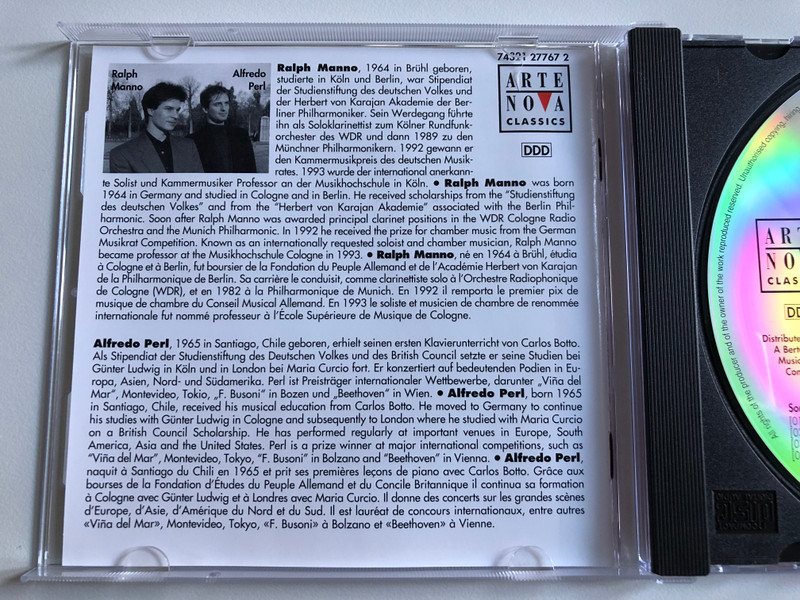 Ralph Manno
Alfredo Perl
Ralph Manno, 1964 in Brühl geboren,
studierte in Köln und Berlin, war Stipendiat
der Studienstiftung des deutschen Volkes und
der Herbert von Karajan Akademie der Ber-
liner Philharmoniker. Sein Werdegang führte
ihn als Soloklarinettist zum Kölner Rundfunk-
orchester des WDR und dann 1989 zu den
Münchner Philharmonikern. 1992 gewann er
den Kammermusikpreis des deutschen Musik-
rates. 1993 wurde der international anerkann-
te Solist und Kammermusiker Professor an der Musikhochschule in Köln. • Ralph Manno was born
1964 in Germany and studied in Cologne and in Berlin. He received scholarships from the "Studienstiftung
des deutschen Volkes" and from the "Herbert von Karajan Akademie" associated with the Berlin Phil-
harmonic. Soon after Ralph Manno was awarded principal clarinet positions in the WDR Cologne Radio
Orchestra and the Munich Philharmonic. In 1992 he received the prize for chamber music from the German
Musikrat Competition. Known as an internationally requested soloist and chamber musician, Ralph Manno
became professor at the Musikhochschule Cologne in 1993. • Ralph Manno, né en 1964 à Brühl, étudia
à Cologne et à Berlin, fut boursier de la Fondation du Peuple Allemand et de l'Académie Herbert von Karajan
de la Philharmonique de Berlin. Sa carrière le conduisit, comme clarinettiste solo à l'Orchestre Radiophonique
de Cologne (WDR), et en 1982 à la Philharmonique de Munich. En 1992 il remporta le premier pix de
musique de chambre du Conseil Musical Allemand. En 1993 le soliste et musicien de chambre de renommée
internationale fut nommé professeur à l'École Supérieure de Musique de Cologne.
Alfredo Perl, 1965 in Santiago, Chile geboren, erhielt seinen ersten Klavierunterricht von Carlos Botto.
Als Stipendiat der Studienstiftung des Deutschen Volkes und des British Council setzte er seine Studien bei
Günter Ludwig in Köln und in London bei Maria Curcio fort. Er konzertiert auf bedeutenden Podien in Eu-
ropa, Asien, Nord- und Südamerika. Perl ist Preisträger internationaler Wettbewerbe, darunter „Viña del
Mar", Montevideo, Tokio, „F. Busoni" in Bozen und „Beethoven" in Wien. • Alfredo Perl, born 1965
in Santiago, Chile, received his musical education from Carlos Botto. He moved to Germany to continue
his studies with Günter Ludwig in Cologne and subsequently to London where he studied with Maria Curcio
on a British Council Scholarship. He has performed regularly at important venues in Europe, South
America, Asia and the United States. Perl is a prize winner at major international competitions, such as
"Viña del Mar", Montevideo, Tokyo, "F. Busoni" in Bolzano and "Beethoven" in Vienna. • Alfredo Perl,
naquit à Santiago du Chili en 1965 et prit ses premières leçons de piano avec Carlos Botto. Grâce aux
bourses de la Fondation d'Études du Peuple Allemand et du Concile Britannique il continua sa formation
à Cologne avec Günter Ludwig et à Londres avec Maria Curcio. Il donne des concerts sur les grandes scènes
d'Europe, d'Asie, d'Amérique du Nord et du Sud. Il est lauréat de concours internationaux, entre autres
«Viña del Mar», Montevideo, Tokyo, «F. Busoni» à Bolzano et «Beethoven» à Vienne.
74321 27767 2
ARTE
NOVA
CLASSICS
DDD
All rights of the producer and of the owner of the work reproduced reserved. Unauthorised copying, hiring
DDD
Distribute
A Bert
Music
Com